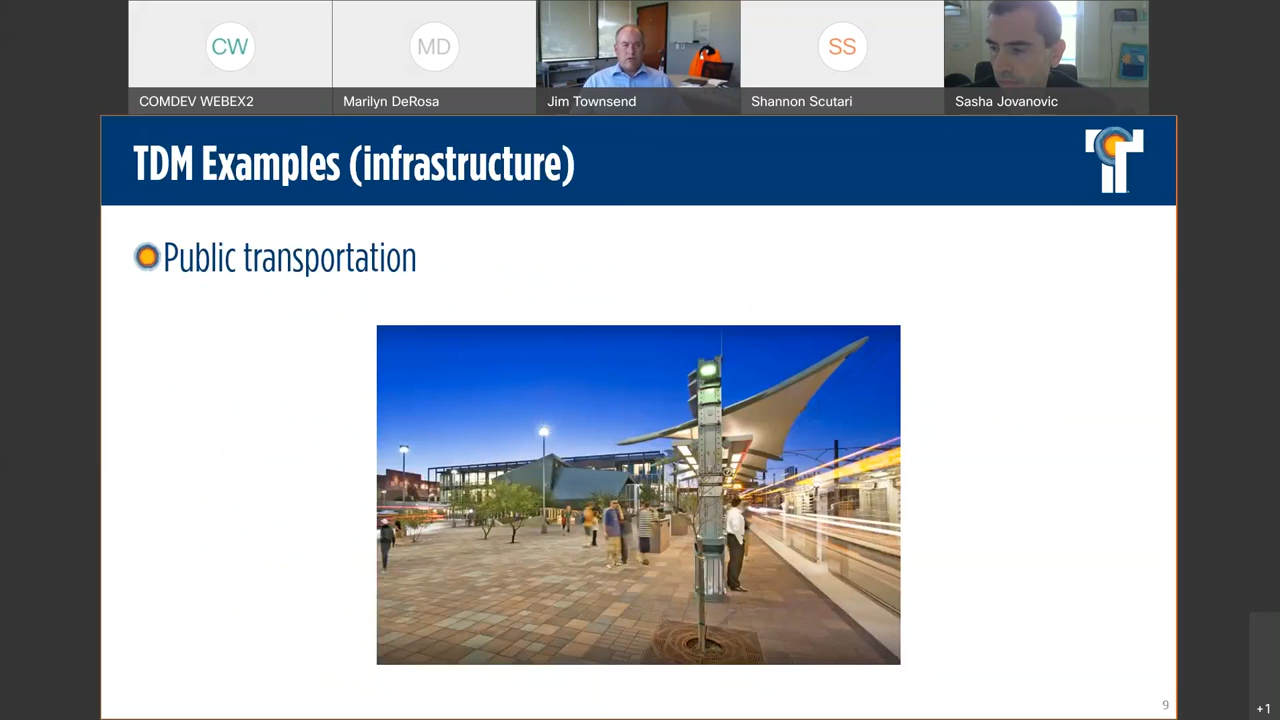 CW
MD
SS
COMDEV WEBEX2
Marilyn DeRosa
Jim Townsend
Shannon Scutari
Sasha Jovanovic
TDM Examples (infrastructure)
T
Public transportation
9
+1